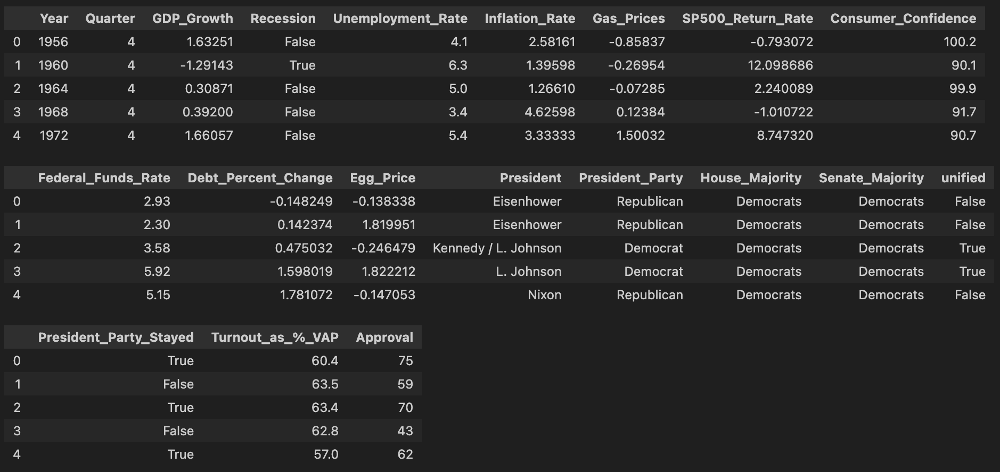 Year Quarter GDP_Growth Recession Unemployment_Rate Inflation_Rate Gas_Prices SP500_Return_Rate Consumer_Confidence
0 1956 4 1.63251 False 4.1 2.58161 -0.85837 -0.793072 100.2
1 1960 4 -1.29143 True 6.3 1.39598 -0.26954 12.098686 90.1
2 1964 4 0.30871 False 5.0 1.26610 -0.07285 2.240089 99.9
3 1968 4 0.39200 False 3.4 4.62598 0.12384 -1.010722 91.7
4 1972 4 1.66057 False 5.4 3.33333 1.50032 8.747320 90.7
Federal_Funds_Rate Debt_Percent_Change Egg_Price President President_Party House_Majority Senate_Majority unified
0 2.93 -0.148249 -0.138338 Eisenhower Republican Democrats Democrats False
1 2.30 0.142374 1.819951 Eisenhower Republican Democrats Democrats False
2 3.58 0.475032 -0.246479 Kennedy / L. Johnson Democrat Democrats Democrats True
3 5.92 1.598019 1.822212 L. Johnson Democrat Democrats Democrats True
4 5.15 1.781072 -0.147053 Nixon Republican Democrats Democrats False
President_Party_Stayed Turnout_as_%_VAP Approval
0 True 60.4 75
1 False 63.5 59
2 True 63.4 70
3 False 62.8 43
4 True 57.0 62